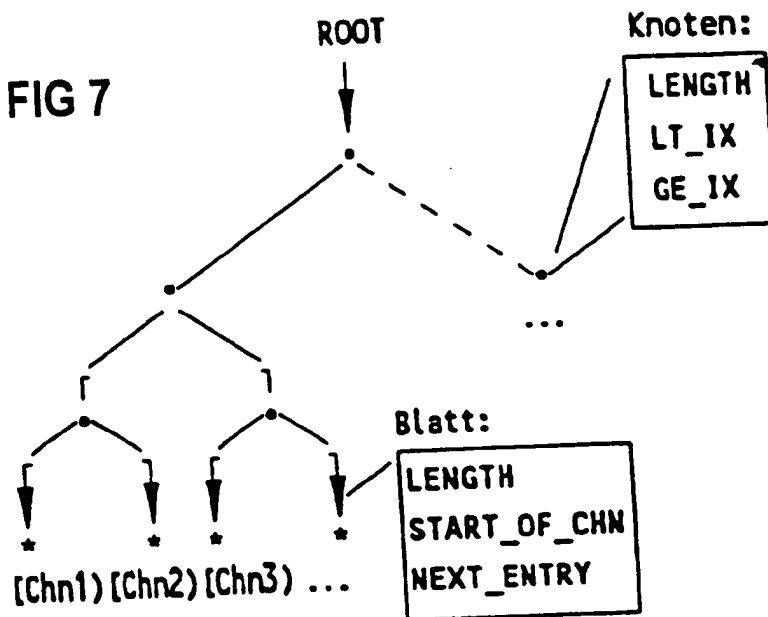 ROOT
Knoten:
FIG 7
LENGTH
LT_IX
GE_IX
...
Blatt:
LENGTH
START_OF_CHN
NEXT_ENTRY
* * * *
[Chn1)[Chn2)[Chn3) ...